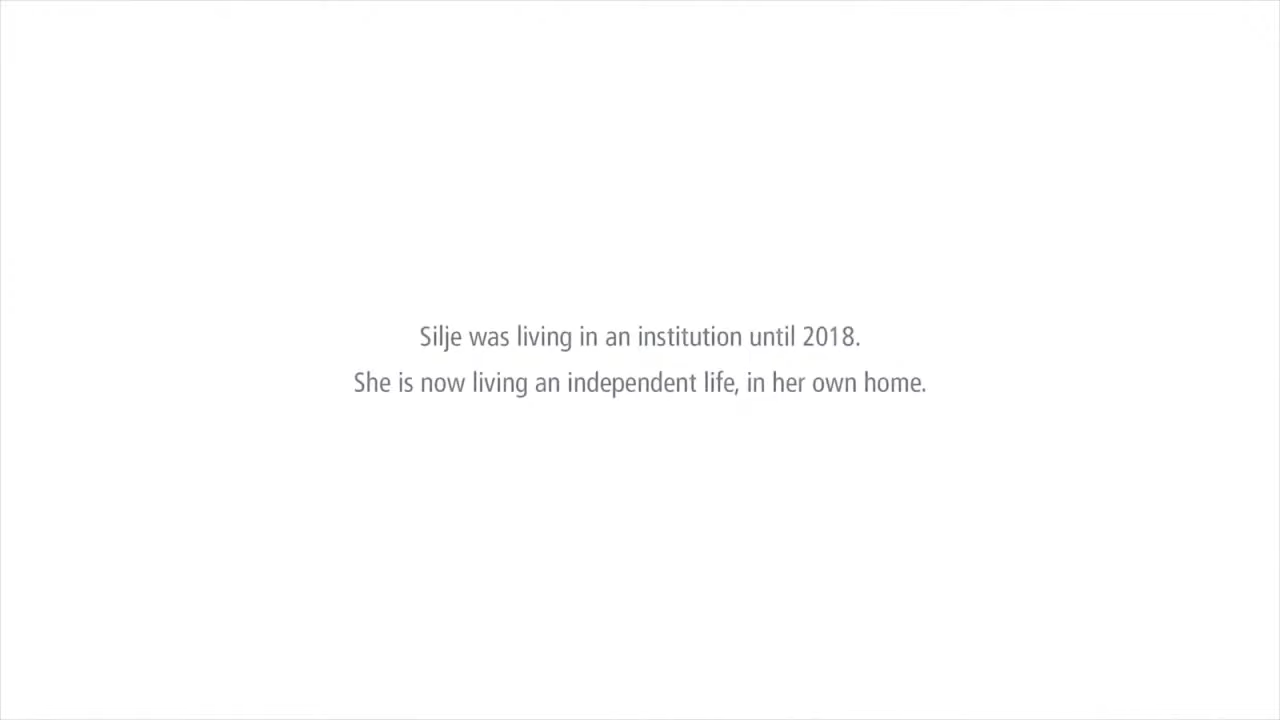 Silje was living in an institution until 2018.
She is now living an independent life, in her own home.